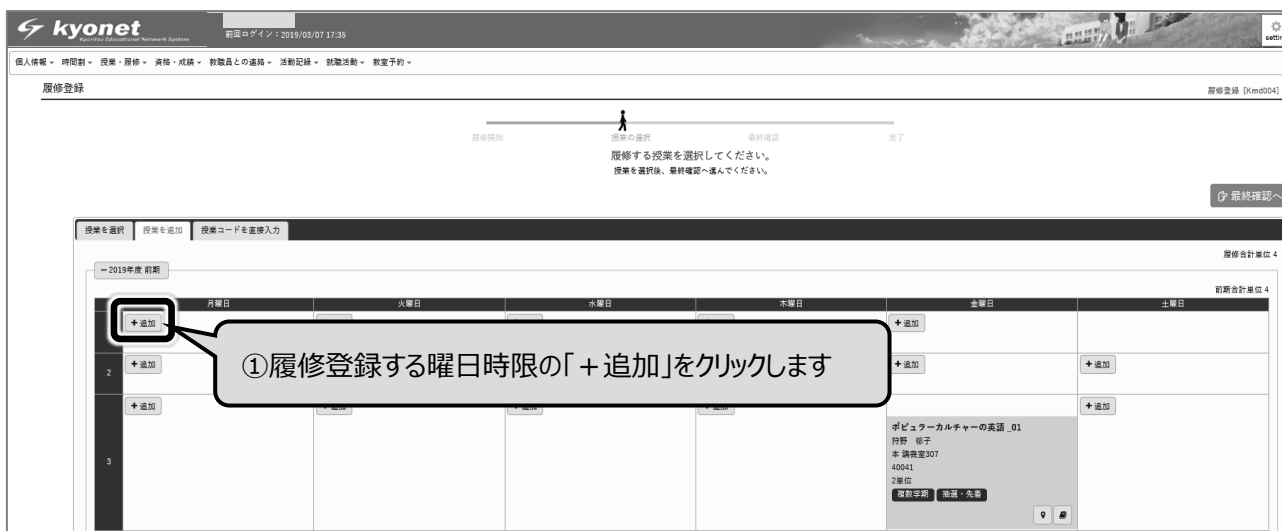 kyonet
Kyoritsu Educational Network System
前回ログイン：2019/03/07 17:35
個人情報 時間割 授業・履修 資格・成績 教職員との連絡 活動記録 就職活動 教室予約
履修登録
履修登録 [Kmd004]
履修開始 授業の選択 最終確認 完了
履修する授業を選択してください。
授業を選択後、最終確認へ進んでください。
最終確認へ
授業を選択 授業を追加 授業コードを直接入力
履修合計単位 4
ー2019年度 前期
前期合計単位 4
月曜日 火曜日 水曜日 木曜日 金曜日 土曜日
+追加 +追加
①履修登録する曜日時限の「＋追加」をクリックします
2 +追加 +追加 +追加
+追加 +追加
3
ポピュラーカルチャーの英語 _01
狩野 郁子
本 講義室307
40041
2単位
複数学期 抽選・先着